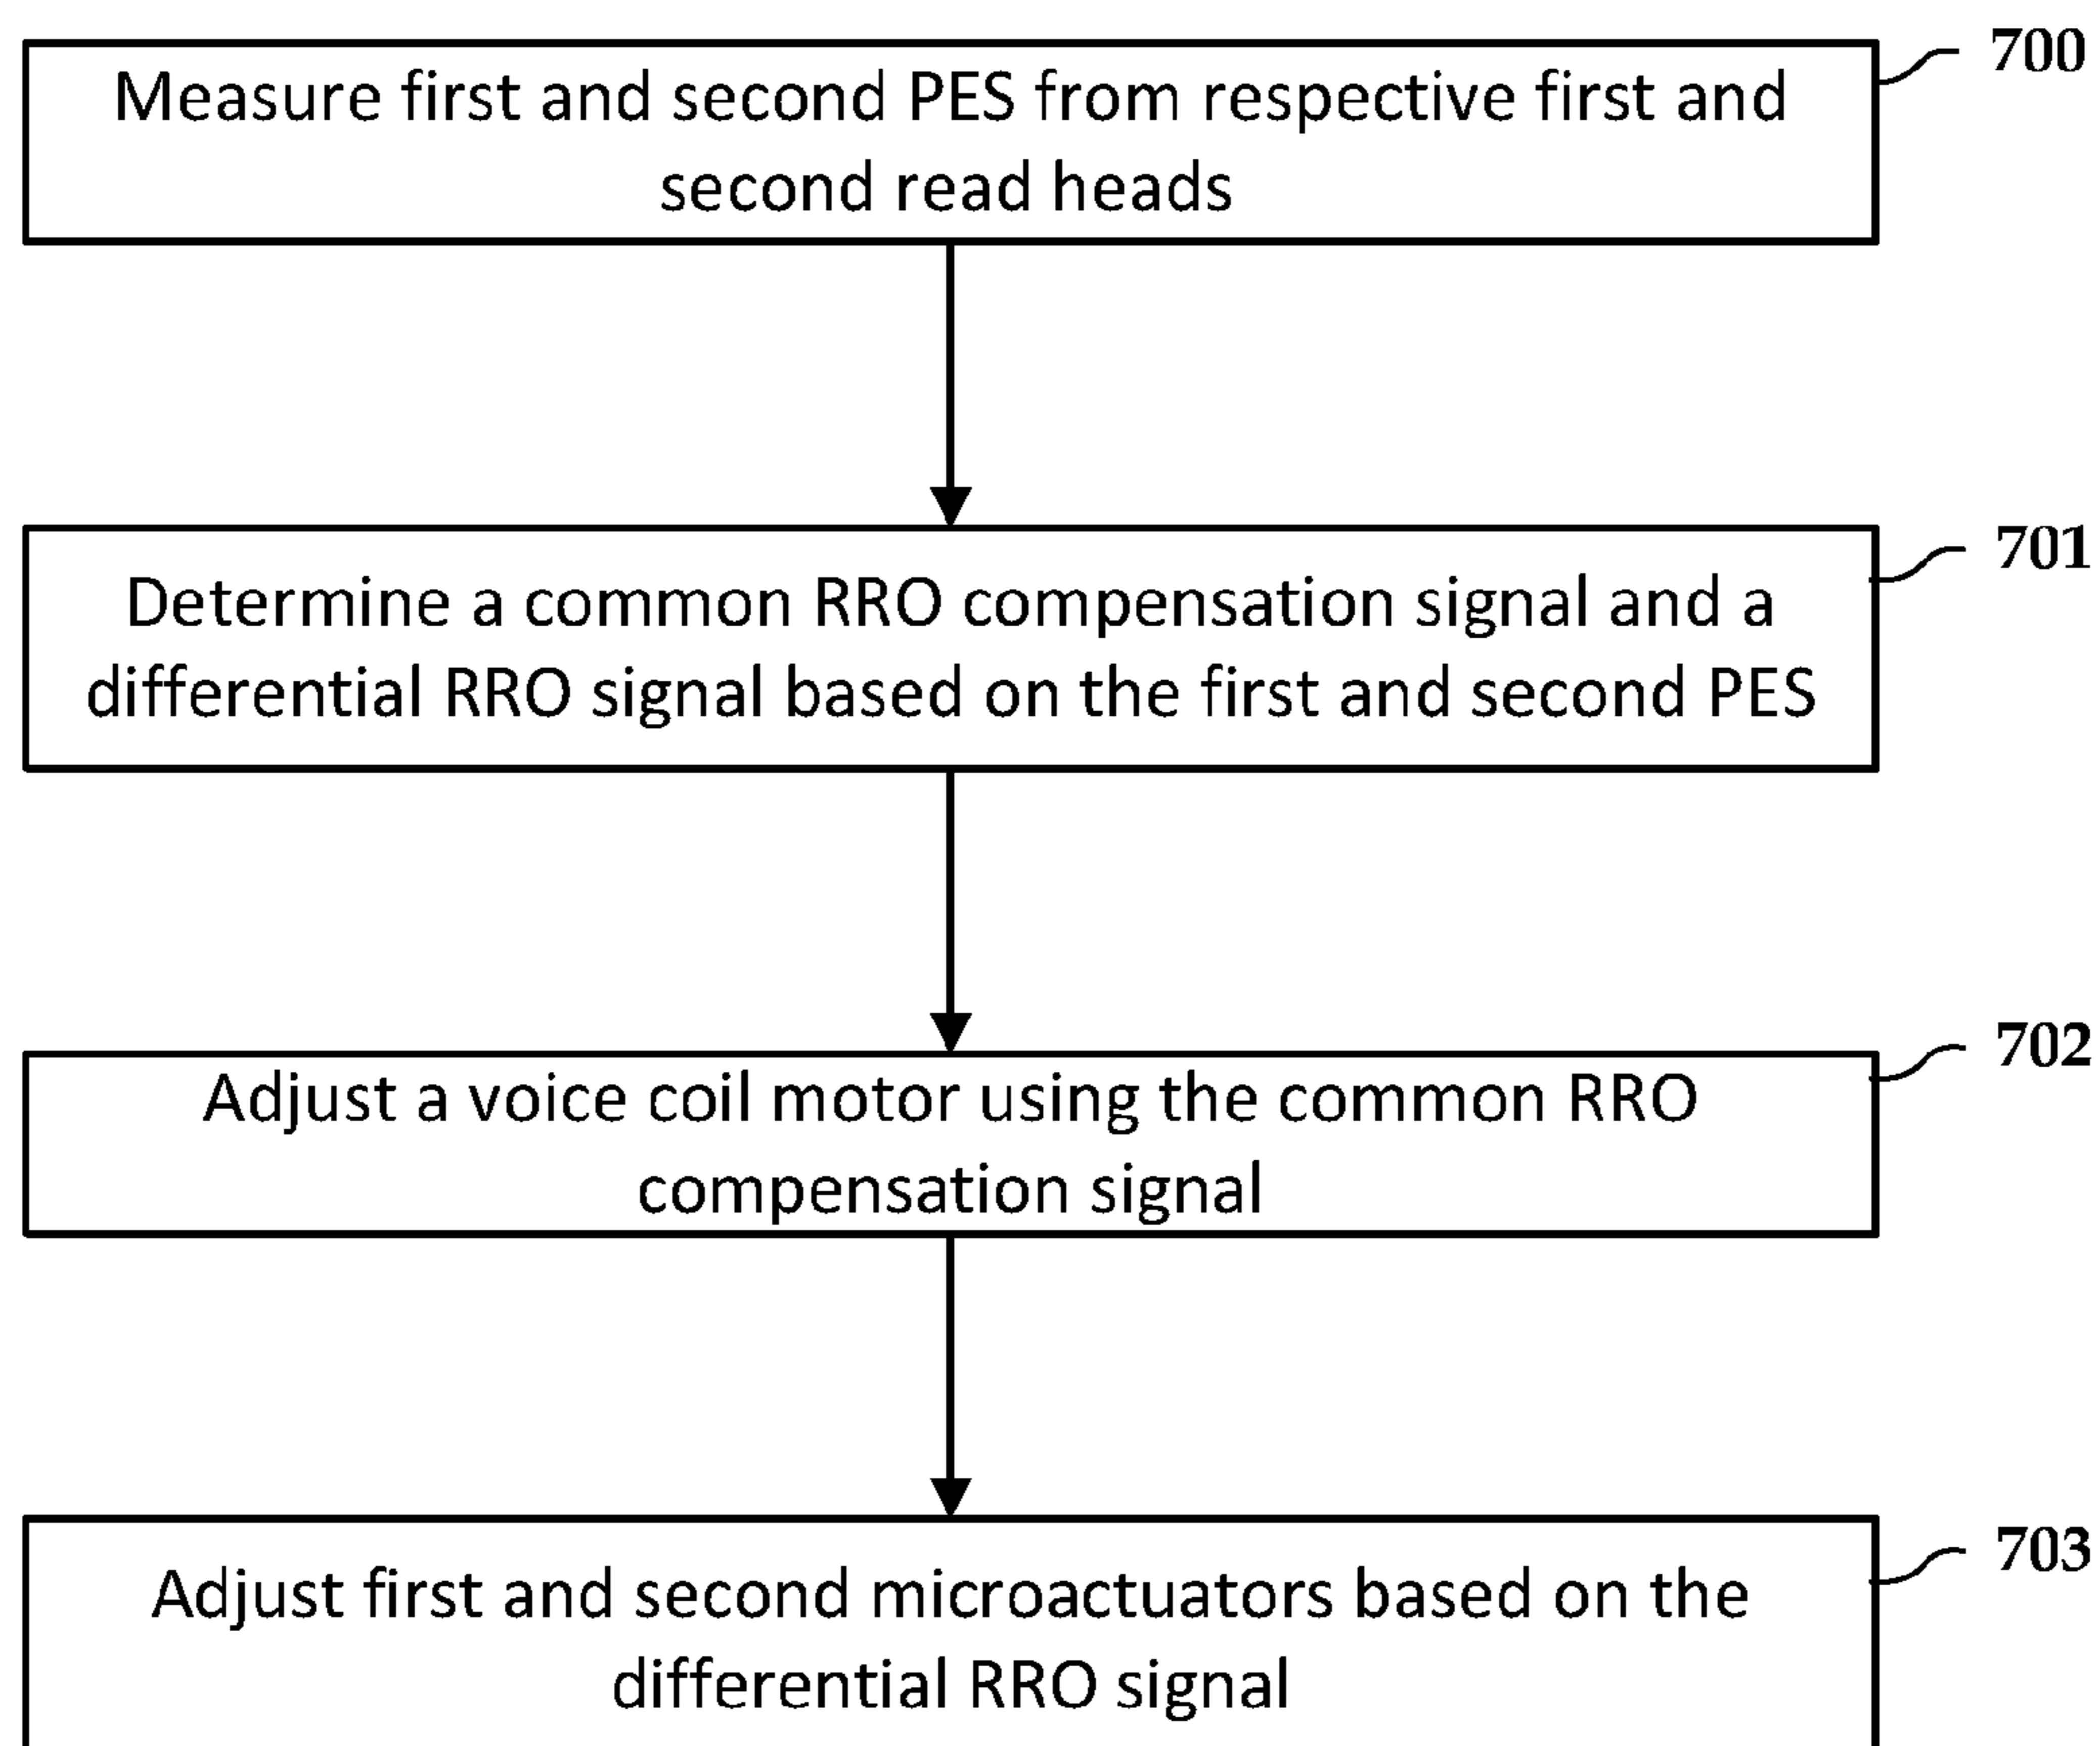 700
Measure first and second PES from respective first and
second read heads
701
Determine a common RRO compensation signal and a
differential RRO signal based on the first and second PES
702
Adjust a voice coil motor using the common RRO
compensation signal
703
Adjust first and second microactuators based on the
differential RRO signal